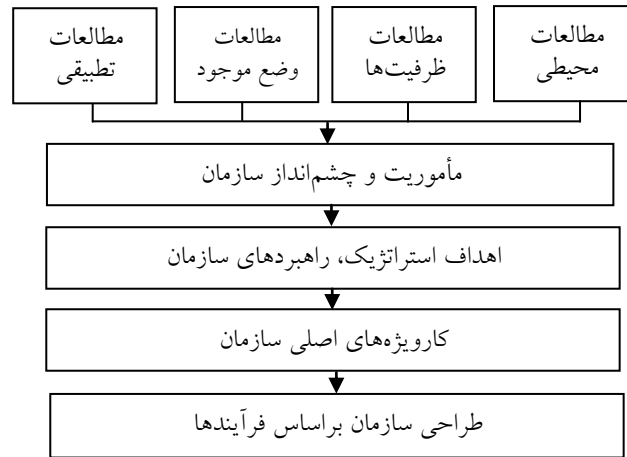 مطالعات
محیطی
مطالعات
ظرفیت‌ها
مطالعات
وضع موجود
مطالعات
تطبیقی
مأموریت و چشم‌انداز سازمان
اهداف استراتژیک، راهبردهای سازمان
کارویژه‌های اصلی سازمان
طراحی سازمان براساس فرآیندها